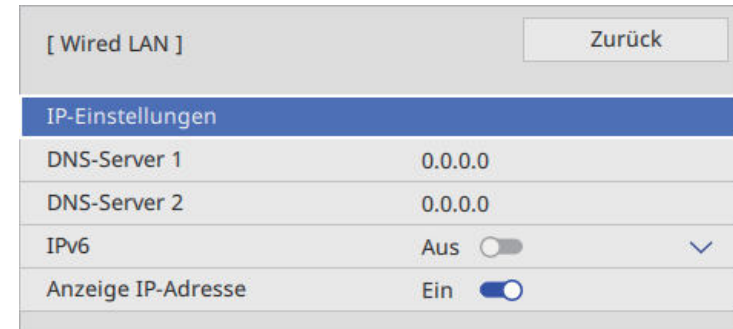 [ Wired LAN ] Zurück
IP-Einstellungen
DNS-Server 1 0.0.0.0
DNS-Server 2 0.0.0.0
IPv6 Aus
Anzeige IP-Adresse Ein